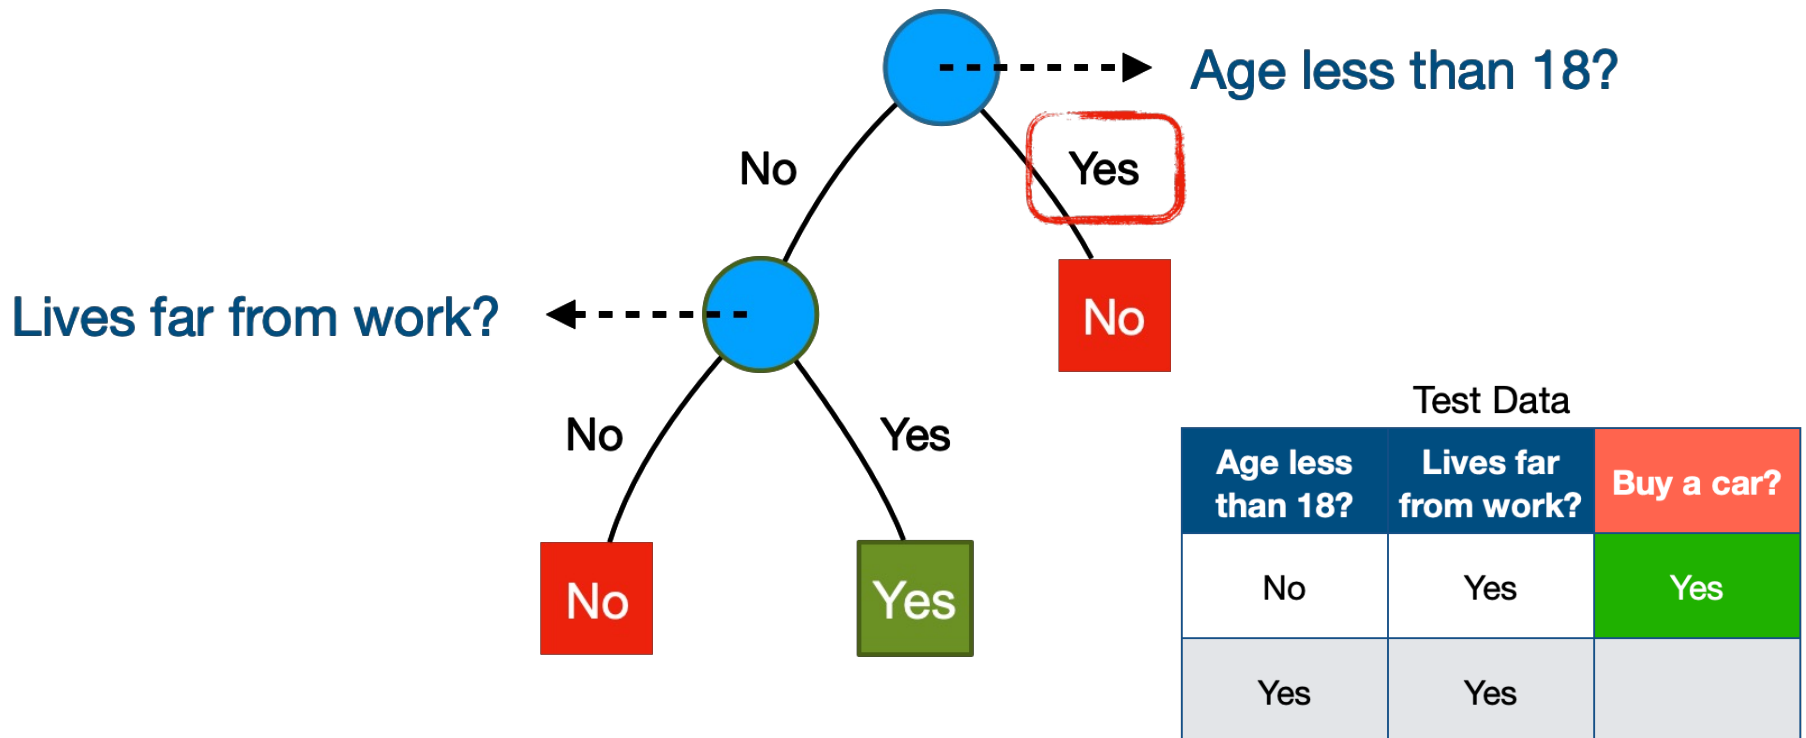 Age less than 18?
No
Yes
Lives far from work?
No
No
Yes
No
Yes
Test Data
Age less than 18?
Lives far from work?
Buy a car?
No
Yes
Yes
Yes
Yes